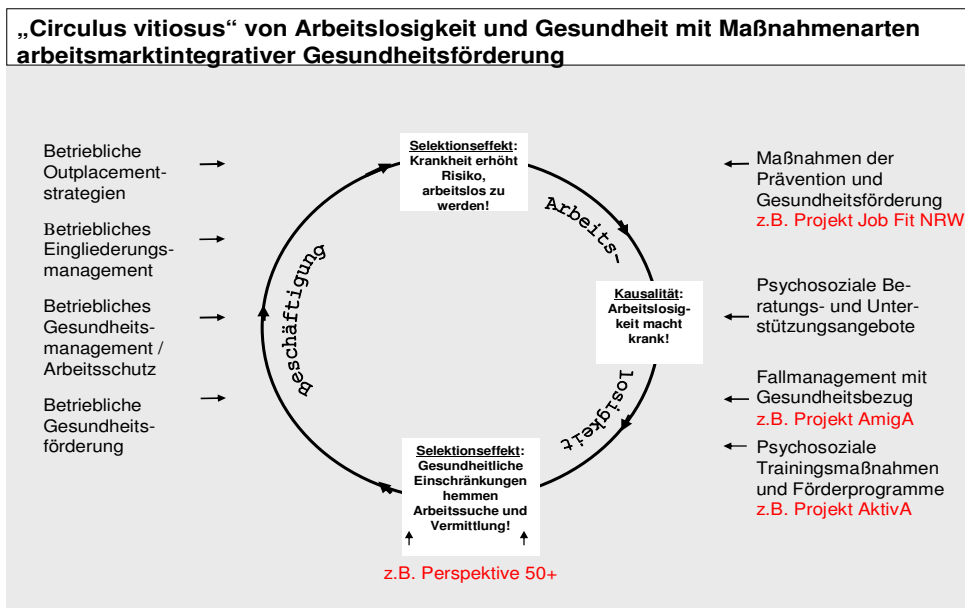 „Circulus vitiosus“ von Arbeitslosigkeit und Gesundheit mit Maßnahmenarten
arbeitsmarktintegrativer Gesundheitsförderung
Betriebliche
Outplacement-
strategien
Betriebliches
Eingliederungs-
management
Betriebliches
Gesundheits-
management /
Arbeitsschutz
Betriebliche
Gesundheits-
förderung
Beschäftigung
Selektionseffekt:
Krankheit erhöht
Risiko,
arbeitslos zu
werden!
Arbeits-
Kausalität:
Arbeitslosig-
keit macht
krank!
losigkeit
Selektionseffekt:
Gesundheitliche
Einschränkungen
hemmen
Arbeitssuche und
Vermittlung!
z.B. Perspektive 50+
Maßnahmen der
Prävention und
Gesundheitsförderung
z.B. Projekt Job Fit NRW
Psychosoziale Be-
ratungs- und Unter-
stützungsangebote
Fallmanagement mit
Gesundheitsbezug
z.B. Projekt AmigA
Psychosoziale
Trainingsmaßnahmen
und Förderprogramme
z.B. Projekt AktivA